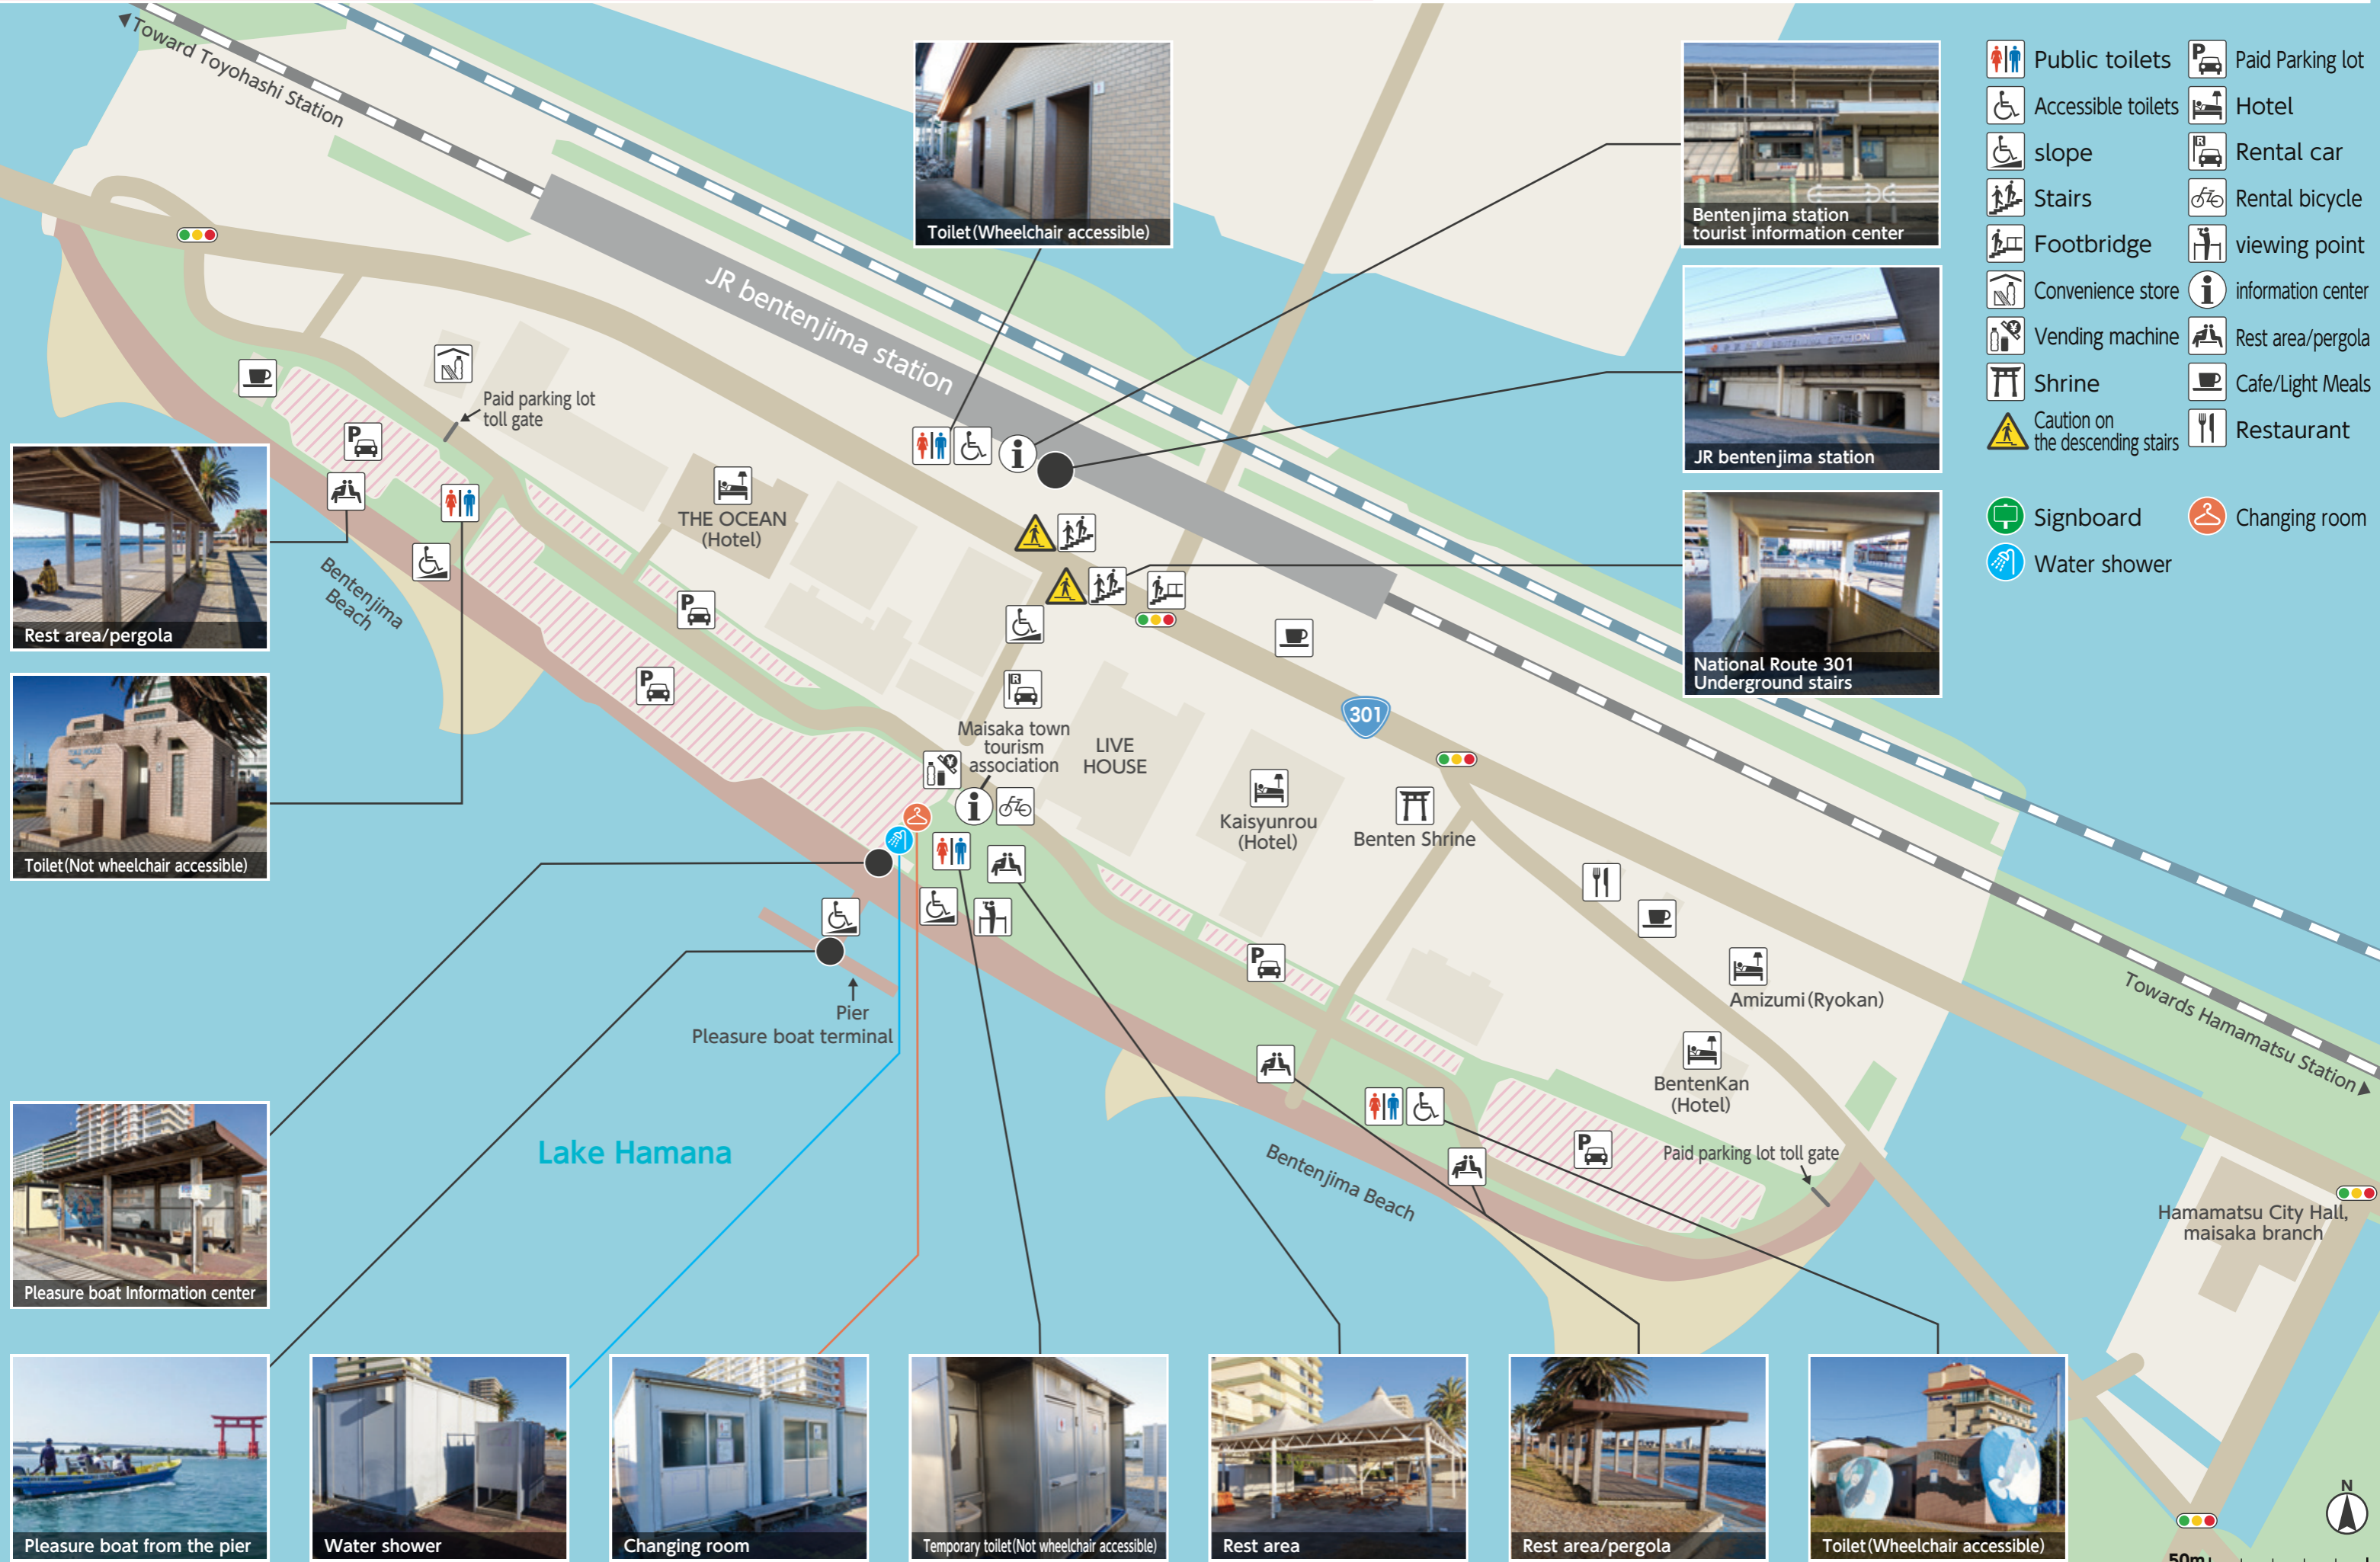 Toward Toyohashi Station
JR bentenjima station
Toilet(Wheelchair accessible)
Bentenjima station
tourist information center
JR bentenjima station
National Route 301
Underground stairs
Public toilets
Accessible toilets
slope
Stairs
Footbridge
Convenience store
Vending machine
Shrine
Caution on
the descending stairs
P
Paid Parking lot
Hotel
R
Rental car
Rental bicycle
viewing point
i
information center
Rest area/pergola
Cafe/Light Meals
Restaurant
Signboard
Changing room
Water shower
Paid parking lot
toll gate
P
THE OCEAN
(Hotel)
i
Rest area/pergola
Bentenjima
Beach
Toilet(Not wheelchair accessible)
P
P
R
Maisaka town
tourism
association
i
LIVE
HOUSE
301
Kaisyunrou
(Hotel)
Benten Shrine
P
Amizumi(Ryokan)
Towards Hamamatsu Station
Pier
Pleasure boat terminal
BentenKan
(Hotel)
P
Paid parking lot toll gate
Lake Hamana
Bentenjima Beach
Hamamatsu City Hall,
maisaka branch
Pleasure boat Information center
Pleasure boat from the pier
Water shower
Changing room
Temporary toilet(Not wheelchair accessible)
Rest area
Rest area/pergola
Toilet(Wheelchair accessible)
N
50m